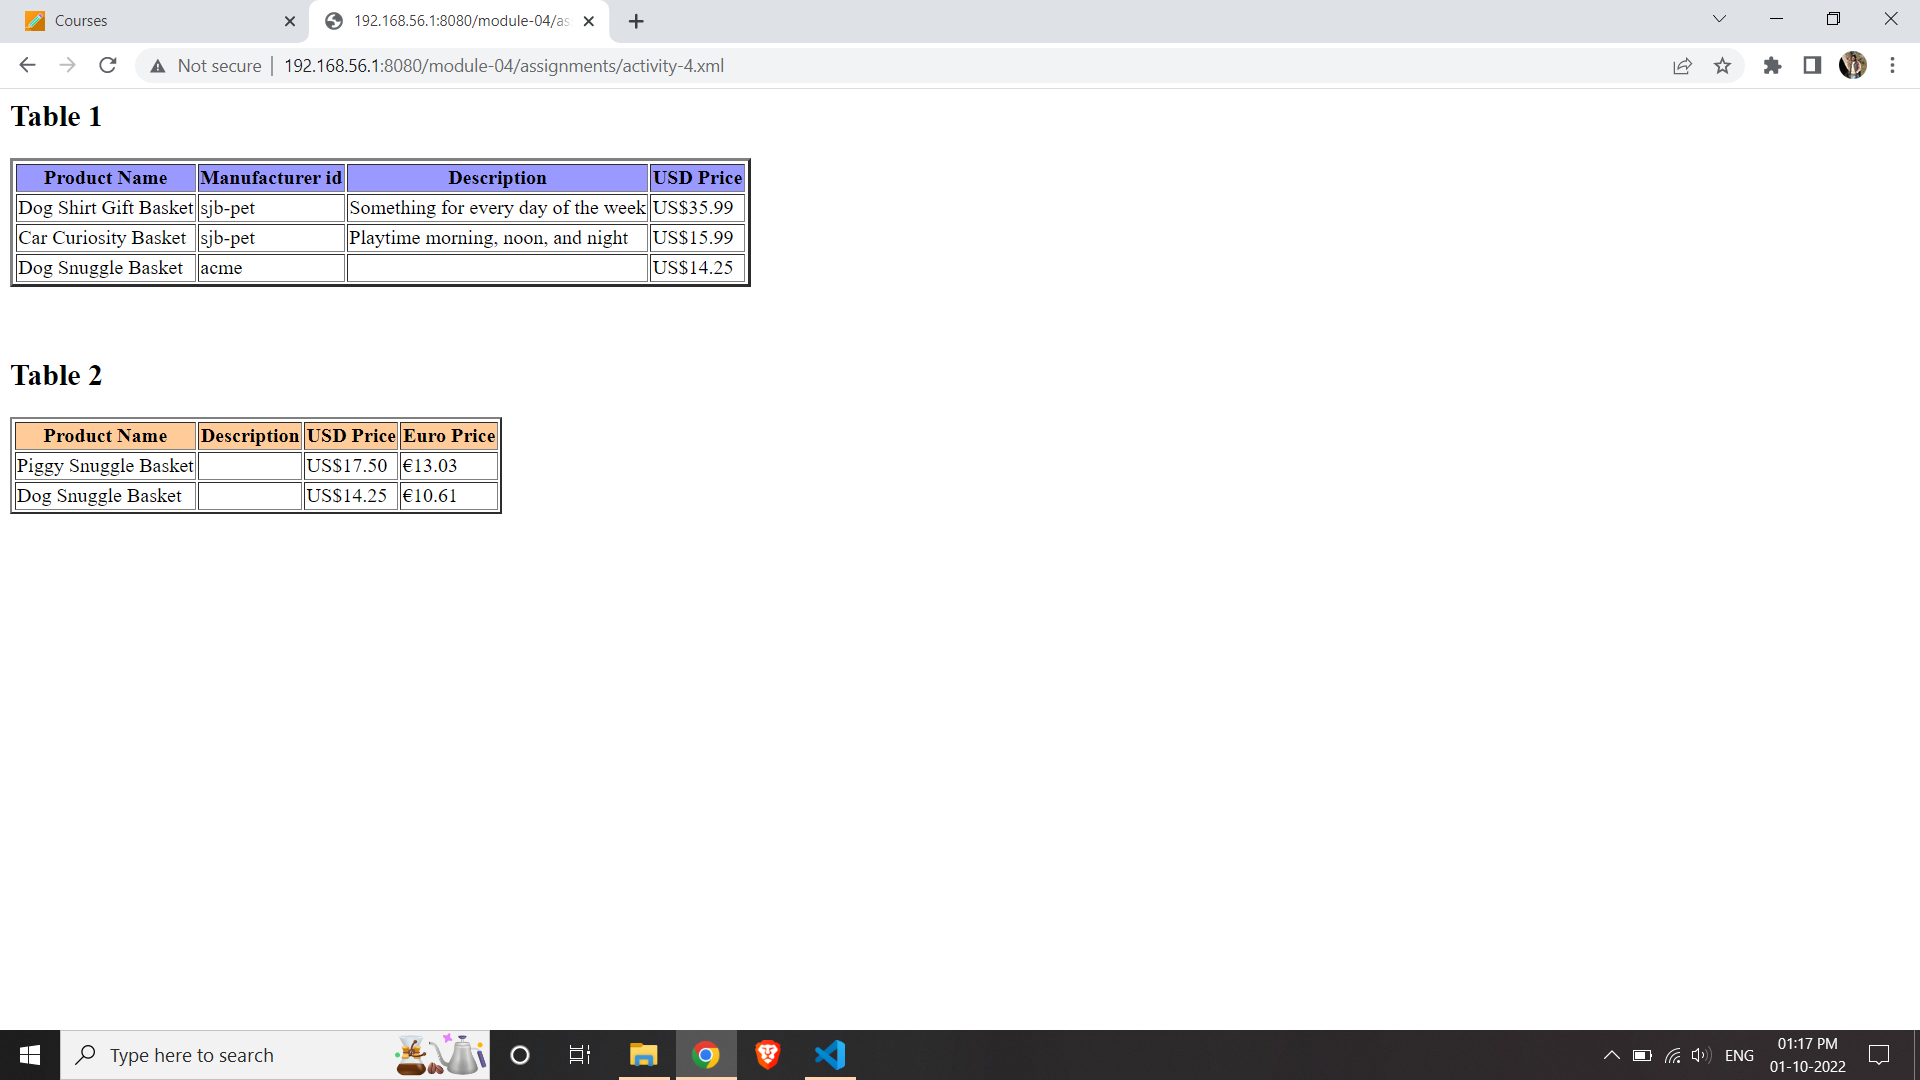 Courses
192.168.56.1:8080/module-04/as
Not secure | 192.168.56.1:8080/module-04/assignments/activity-4.xml
Table 1
Product Name Manufacturer id Description USD Price
Dog Shirt Gift Basket sjb-pet Something for every day of the week US$35.99
Car Curiosity Basket sjb-pet Playtime morning, noon, and night US$15.99
Dog Snuggle Basket acme US$14.25
Table 2
Product Name Description USD Price Euro Price
Piggy Snuggle Basket US$17.50 €13.03
Dog Snuggle Basket US$14.25 €10.61
Type here to search
ENG
01:17 PM
01-10-2022